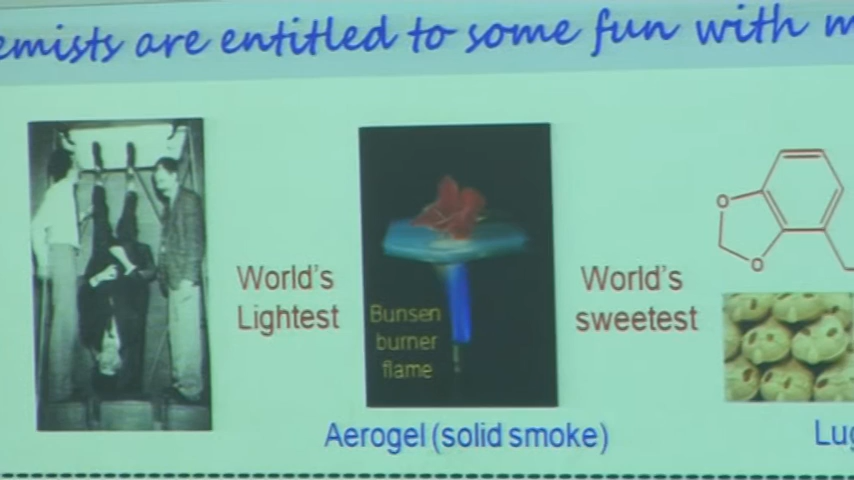 emists are entitled to some fun with m
World's
Lightest
Bunsen
burner
flame
World's
sweetest
O
O
Aerogel (solid smoke)
Lug